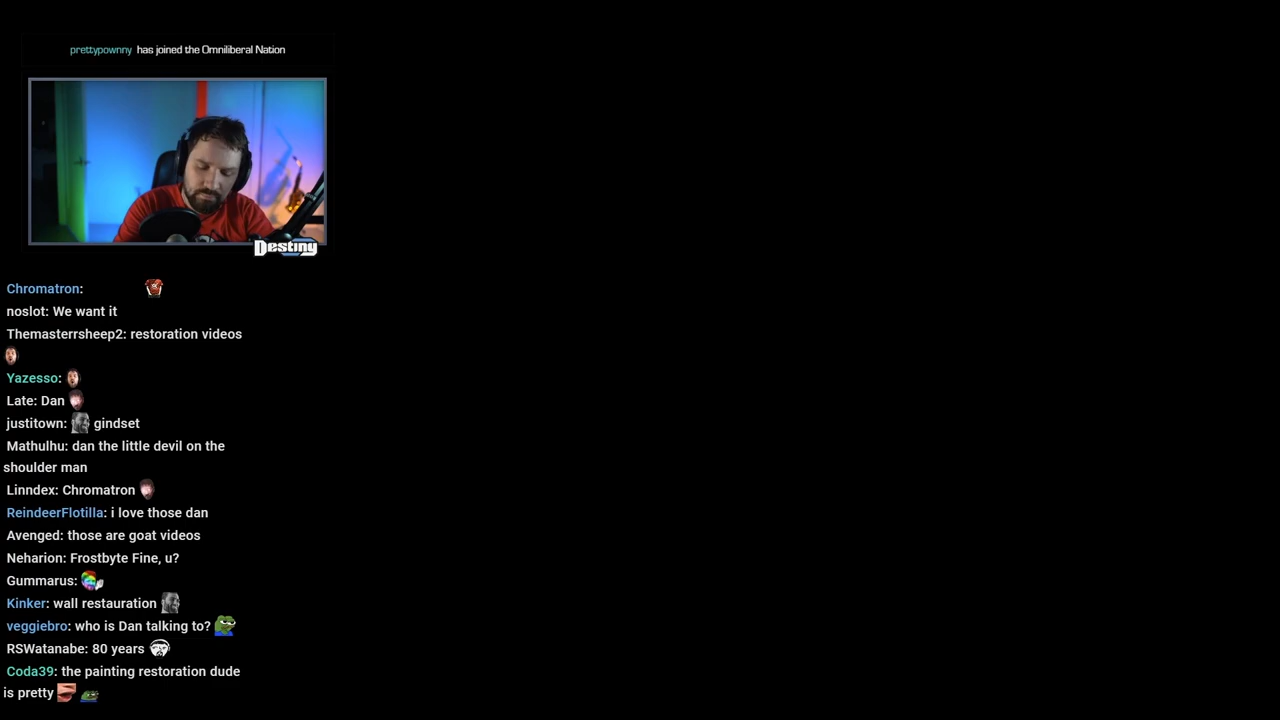 prettypownny has joined the Omniliberal Nation
Destiny
Chromatron:
noslot: We want it
Themasterrsheep2: restoration videos
Yazesso:
Late: Dan
justitown: gindset
Mathulhu: dan the little devil on the
shoulder man
Linndex: Chromatron
ReindeerFlotilla: i love those dan
Avenged: those are goat videos
Neharion: Frostbyte Fine, u?
Gummarus:
Kinker: wall restauration
veggiebro: who is Dan talking to?
RSWatanabe: 80 years
Coda39: the painting restoration dude
is pretty